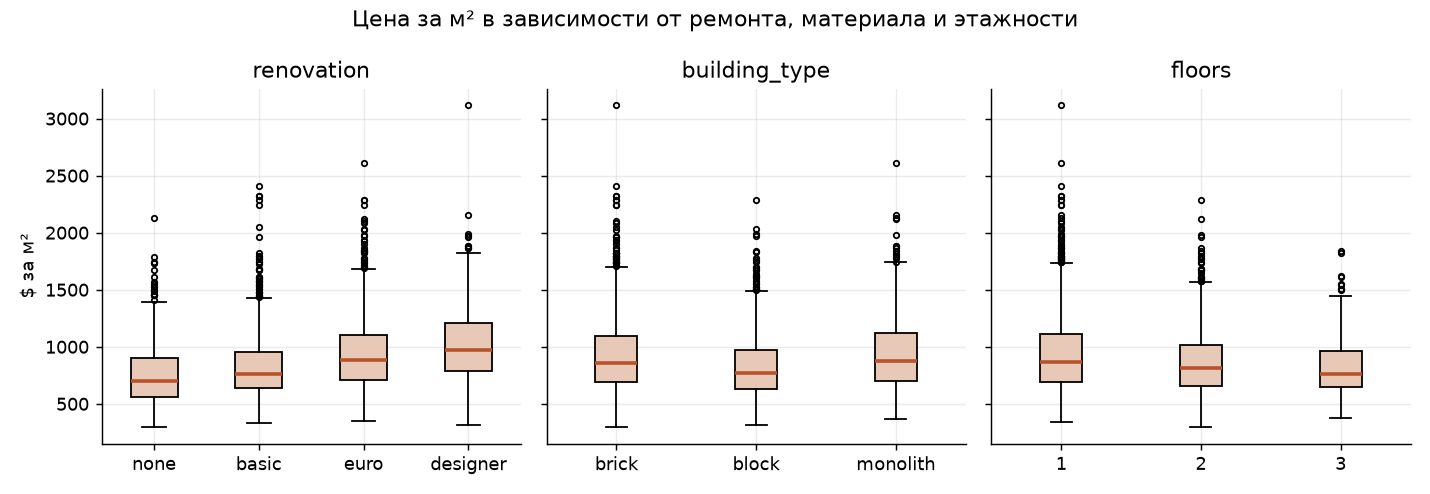 Цена за м² в зависимости от ремонта, материала и этажности
renovation
building_type
floors
$ за м²
3000
2500
2000
1500
1000
500
none basic euro designer
brick block monolith
1 2 3